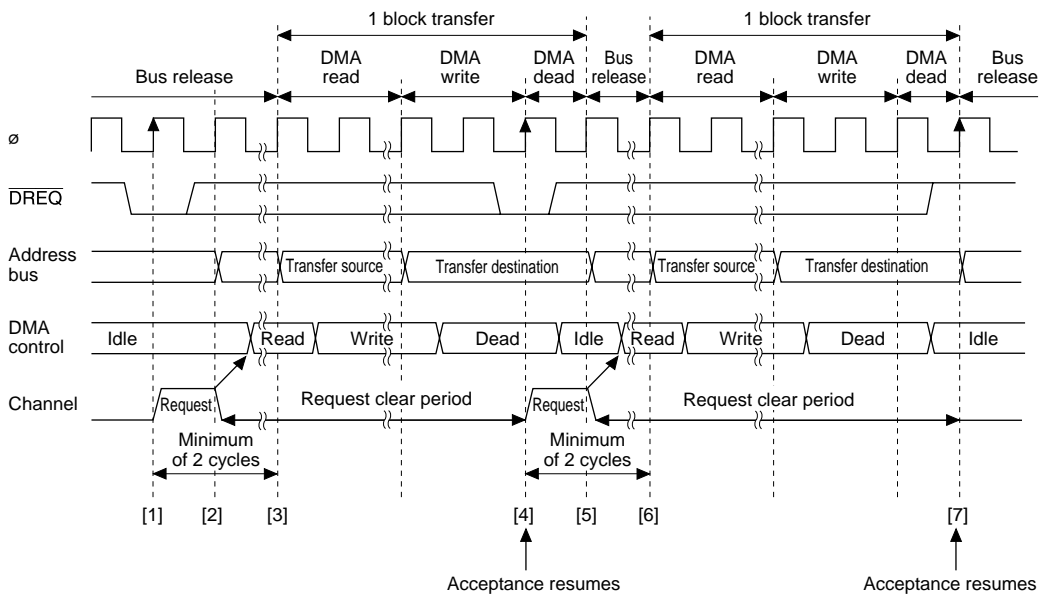 1 block transfer 1 block transfer
Bus release DMA read DMA write DMA dead Bus release DMA read DMA write DMA dead Bus release
ø
DREQ
Address bus Transfer source Transfer destination Transfer source Transfer destination
DMA control Idle Read Write Dead Idle Read Write Dead Idle
Channel Request Request clear period Request Request clear period
Minimum of 2 cycles Minimum of 2 cycles
[1] [2] [3] [4] [5] [6] [7]
Acceptance resumes Acceptance resumes